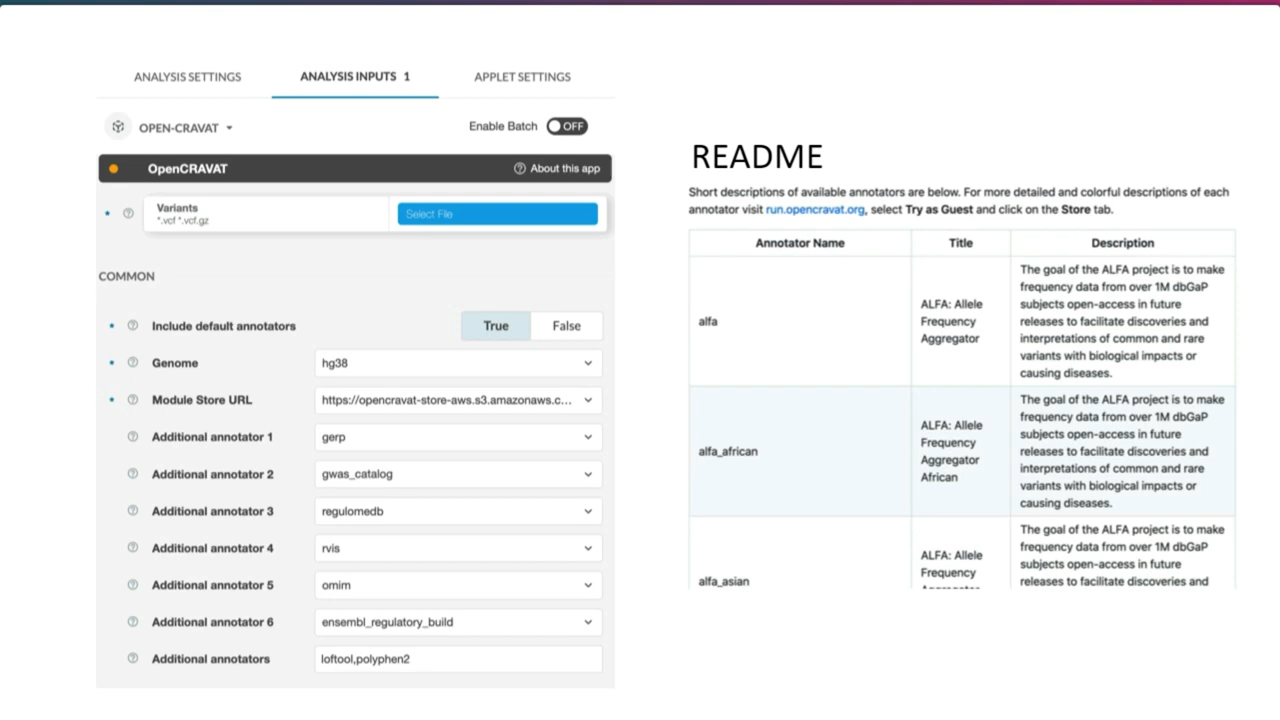 ANALYSIS SETTINGS
ANALYSIS INPUTS 1
APPLET SETTINGS
OPEN-CRAVAT
Enable Batch OFF
OpenCRAVAT
About this app
Variants
*.vcf *.vcf.gz
Select File
COMMON
Include default annotators True False
Genome hg38
Module Store URL https://opencravat-store-aws.s3.amazonaws.c...
Additional annotator 1 gerp
Additional annotator 2 gwas_catalog
Additional annotator 3 regulomedb
Additional annotator 4 rvis
Additional annotator 5 omim
Additional annotator 6 ensembl_regulatory_build
Additional annotators loftool,polyphen2
README
Short descriptions of available annotators are below. For more detailed and colorful descriptions of each
annotator visit run.opencravat.org, select Try as Guest and click on the Store tab.
Annotator Name Title Description
alfa
ALFA: Allele
Frequency
Aggregator
The goal of the ALFA project is to make
frequency data from over 1M dbGaP
subjects open-access in future
releases to facilitate discoveries and
interpretations of common and rare
variants with biological impacts or
causing diseases.
alfa_african
ALFA: Allele
Frequency
Aggregator
African
The goal of the ALFA project is to make
frequency data from over 1M dbGaP
subjects open-access in future
releases to facilitate discoveries and
interpretations of common and rare
variants with biological impacts or
causing diseases.
alfa_asian
ALFA: Allele
Frequency
The goal of the ALFA project is to make
frequency data from over 1M dbGaP
subjects open-access in future
releases to facilitate discoveries and